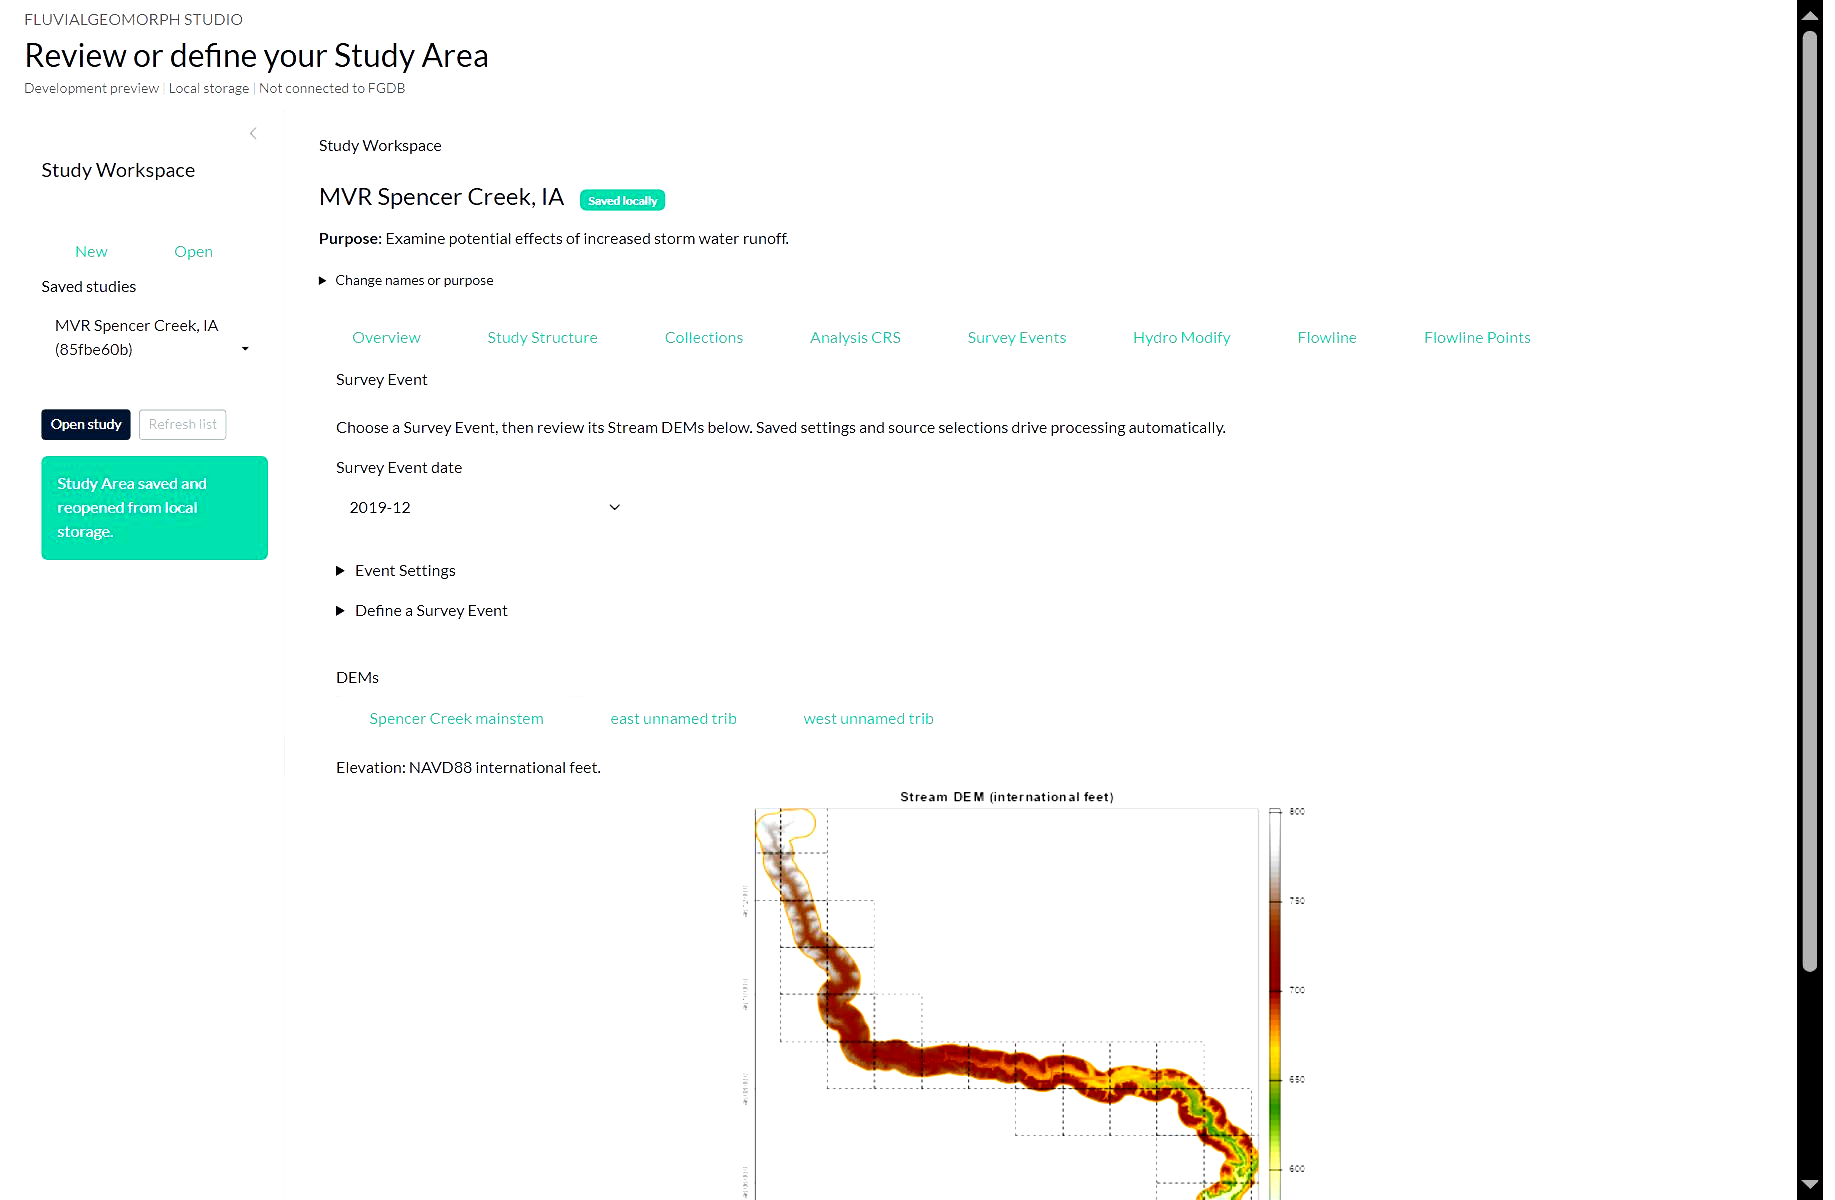 FLUVIALGEOMORPH STUDIO
Review or define your Study Area
Development preview | Local storage | Not connected to FGDB
Study Workspace
New Open
Saved studies
MVR Spencer Creek, IA
(85fbe60b)
Open study Refresh list
Study Area saved and
reopened from local
storage.
Study Workspace
MVR Spencer Creek, IA Saved locally
Purpose: Examine potential effects of increased storm water runoff.
Change names or purpose
Overview Study Structure Collections Analysis CRS Survey Events Hydro Modify Flowline Flowline Points
Survey Event
Choose a Survey Event, then review its Stream DEMs below. Saved settings and source selections drive processing automatically.
Survey Event date
2019-12
Event Settings
Define a Survey Event
DEMs
Spencer Creek mainstem east unnamed trib west unnamed trib
Elevation: NAVD88 international feet.
Stream DEM (international feet)
800
750
700
650
600